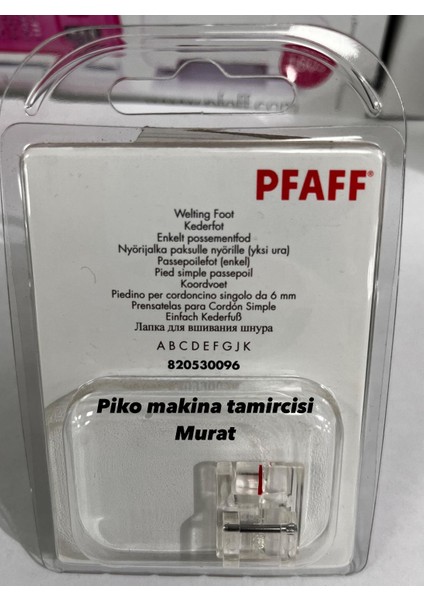 PFAFF®
Welting Foot
Kederfot
Enkelt possementfod
Nyörijalka paksulle nyörille (yksi ura)
Passepoilefot (enkel)
Pied simple passepoil
Koordvoet
Piedino per cordoncino singolo da 6 mm
Prensatelas para Cordón Simple
Einfach Kederfuß
Лапка для вшивания шнура
A B C D E F G J K
820530096
Piko makina tamircisi
Murat